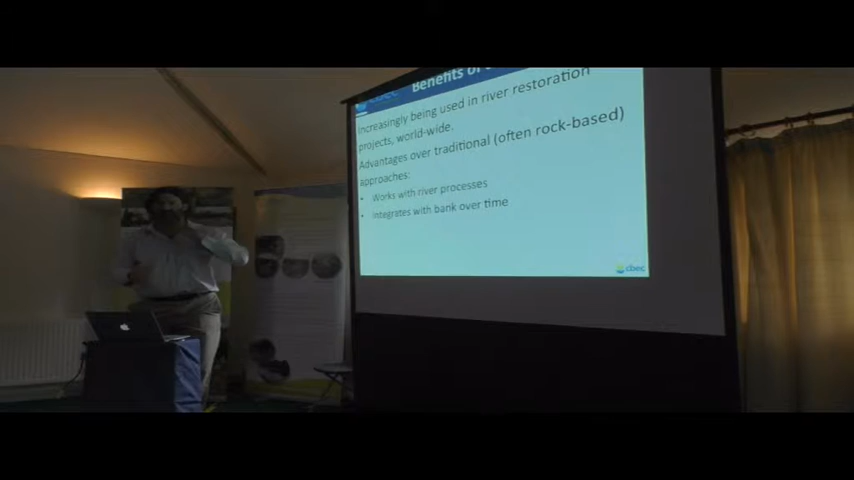 cbec Benefits of
Increasingly being used in river restoration
projects, world-wide.
Advantages over traditional (often rock-based)
approaches:
• Works with river processes
• Integrates with bank over time
cbec